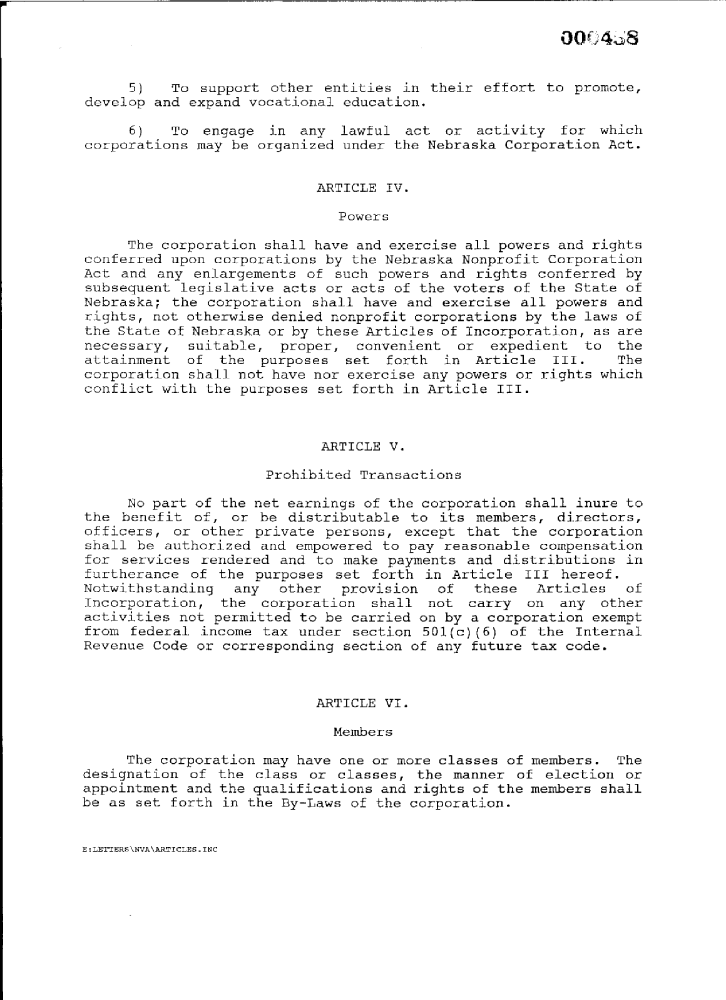 5) To support other entities in their effort to promote,
develop and expand vocational education.
6) To engage in any lawful act or activity for which
corporations may be organized under the Nebraska Corporation Act.
ARTICLE IV.
Powers
The corporation shall have and exercise all powers and rights
conferred upon corporations by the Nebraska Nonprofit Corporation
Act and any enlargements of such powers and rights conferred by
subsequent legislative acts or acts of the voters of the State of
Nebraska; the corporation shall have and exercise all powers and
rights, not otherwise denied nonprofit corporations by the laws of
the State of Nebraska or by these Articles of Incorporation, as are
necessary, suitable, proper, convenient or expedient to the
attainment of the purposes set forth in Article III. The
corporation shall not have nor exercise any powers or rights which
conflict with the purposes set forth in Article III.
ARTICLE V.
Prohibited Transactions
No part of the net earnings of the corporation shall inure to
the benefit of, or be distributable to its members, directors,
officers, or other private persons, except that the corporation
shall be authorized and empowered to pay reasonable compensation
for services rendered and to make payments and distributions in
furtherance of the purposes set forth in Article III hereof.
Notwithstanding any other provision of these Articles of
Incorporation, the corporation shall not carry on any other
activities not permitted to be carried on by a corporation exempt
from federal income tax under section 501(c)(6) of the Internal
Revenue Code or corresponding section of any future tax code.
ARTICLE VI.
Members
The corporation may have one or more classes of members. The
designation of the class or classes, the manner of election or
appointment and the qualifications and rights of the members shall
be as set forth in the By-Laws of the corporation.
E:LETTERS\NVA\ARTICLES.INC